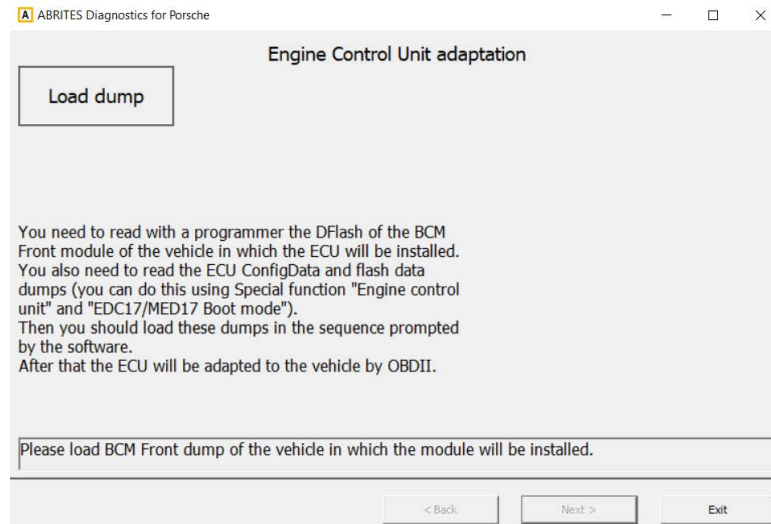 A ABRITES Diagnostics for Porsche
Engine Control Unit adaptation
Load dump
You need to read with a programmer the DFlash of the BCM
Front module of the vehicle in which the ECU will be installed.
You also need to read the ECU ConfigData and flash data
dumps (you can do this using Special function "Engine control
unit" and "EDC17/MED17 Boot mode").
Then you should load these dumps in the sequence prompted
by the software.
After that the ECU will be adapted to the vehicle by OBDII.
Please load BCM Front dump of the vehicle in which the module will be installed.
< Back Next > Exit